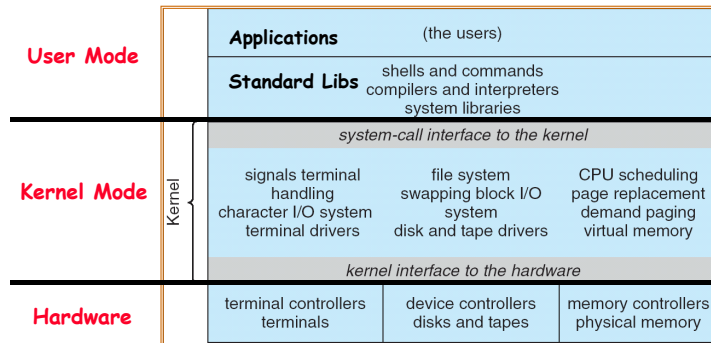 User Mode
Applications
(the users)
Standard Libs
shells and commands
compilers and interpreters
system libraries
Kernel Mode
Kernel
system-call interface to the kernel
signals terminal
handling
character I/O system
terminal drivers
file system
swapping block I/O
system
disk and tape drivers
CPU scheduling
page replacement
demand paging
virtual memory
kernel interface to the hardware
Hardware
terminal controllers
terminals
device controllers
disks and tapes
memory controllers
physical memory